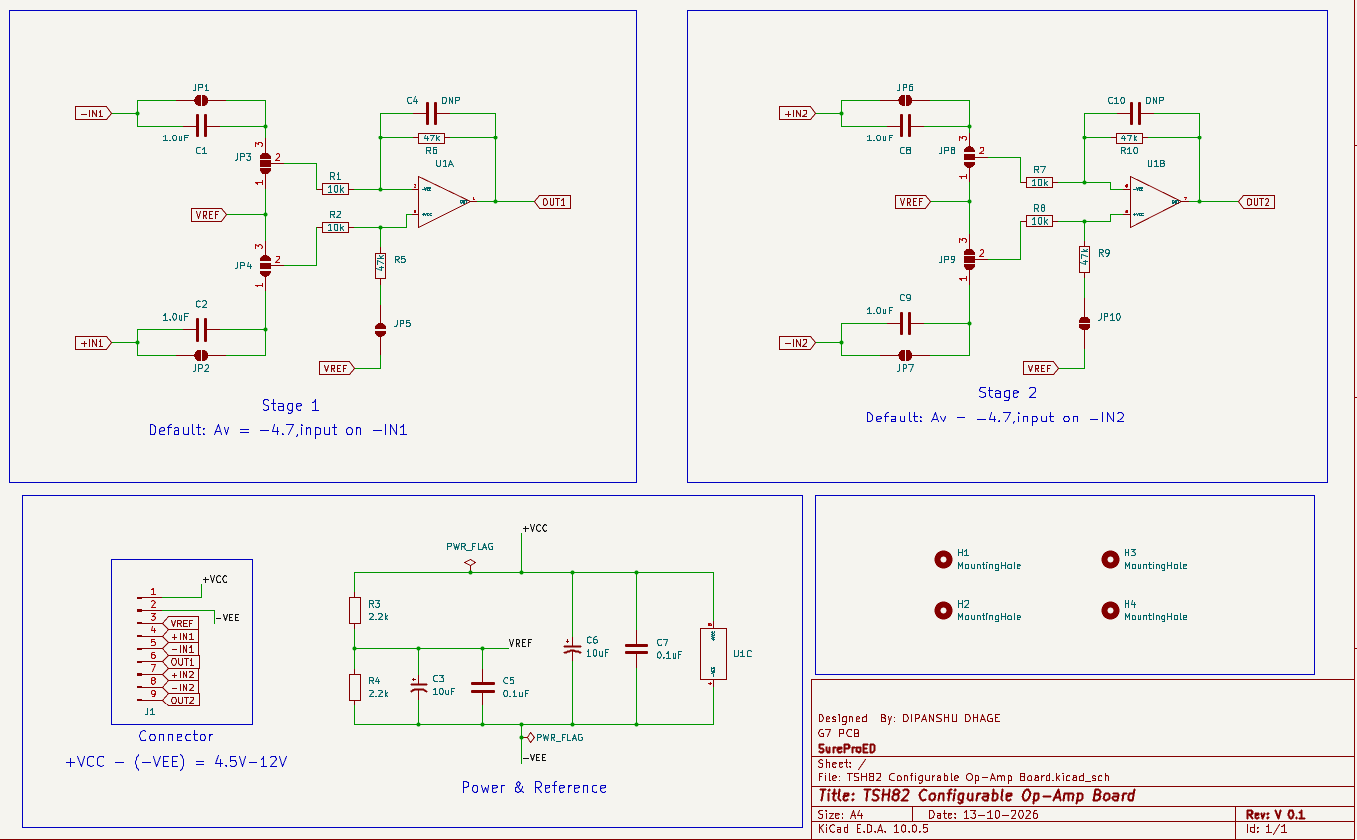 JP1
-IN1
1.0uF
C1
3
JP3
2
1
VREF
3
JP4
2
1
C2
1.0uF
+IN1
JP2
R1
10k
R2
10k
C4 DNP
47k
R6
U1A
OUT1
47k
R5
JP5
VREF
Stage 1
Default: Av = -4.7,input on -IN1
JP6
+IN2
1.0uF
C8
3
JP8
2
1
VREF
3
JP9
2
1
C9
1.0uF
-IN2
JP7
R7
10k
R8
10k
C10 DNP
47k
R10
U1B
OUT2
47k
R9
JP10
VREF
Stage 2
Default: Av - -4.7,input on -IN2
+VCC
1
2
-VEE
3 VREF
4 +IN1
5 -IN1
6 OUT1
7 +IN2
8 -IN2
9 OUT2
J1
Connector
+VCC - (-VEE) = 4.5V-12V
+VCC
PWR_FLAG
R3
2.2k
VREF
R4
2.2k
C3
10uF
C5
0.1uF
C6
10uF
C7
0.1uF
U1C
PWR_FLAG
-VEE
Power & Reference
H1
MountingHole
H3
MountingHole
H2
MountingHole
H4
MountingHole
Designed By: DIPANSHU DHAGE
G7 PCB
SureProED
Sheet: /
File: TSH82 Configurable Op-Amp Board.kicad_sch
Title: TSH82 Configurable Op-Amp Board
Size: A4 Date: 13-10-2026 Rev: V 0.1
KiCad E.D.A. 10.0.5 Id: 1/1